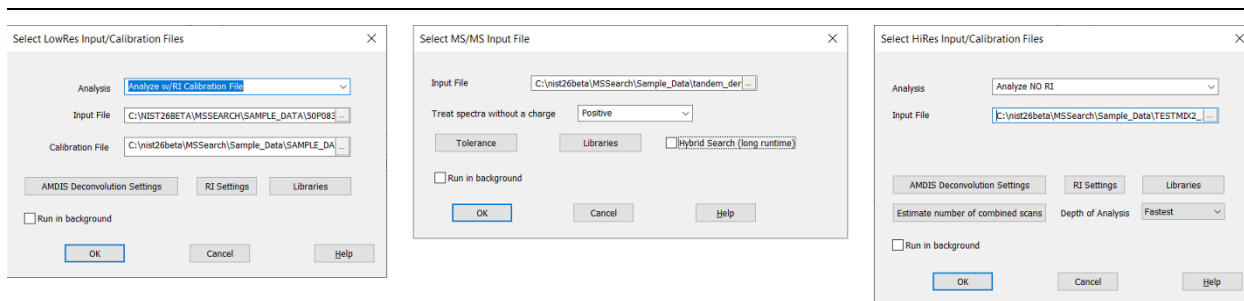 Select LowRes Input/Calibration Files
Analysis Analyze w/RI Calibration File
Input File C:\NIST26BETA\MSSEARCH\SAMPLE_DATA\50P083 ...
Calibration File C:\nist26beta\MSSearch\Sample_Data\SAMPLE_DA ...
AMDIS Deconvolution Settings RI Settings Libraries
Run in background
OK Cancel Help
Select MS/MS Input File
Input File C:\nist26beta\MSSearch\Sample_Data\tandem_der ...
Treat spectra without a charge Positive
Tolerance Libraries Hybrid Search (long runtime)
Run in background
OK Cancel Help
Select HiRes Input/Calibration Files
Analysis Analyze NO RI
Input File C:\nist26beta\MSSearch\Sample_Data\TESTMIX2_ ...
AMDIS Deconvolution Settings RI Settings Libraries
Estimate number of combined scans Depth of Analysis Fastest
Run in background
OK Cancel Help